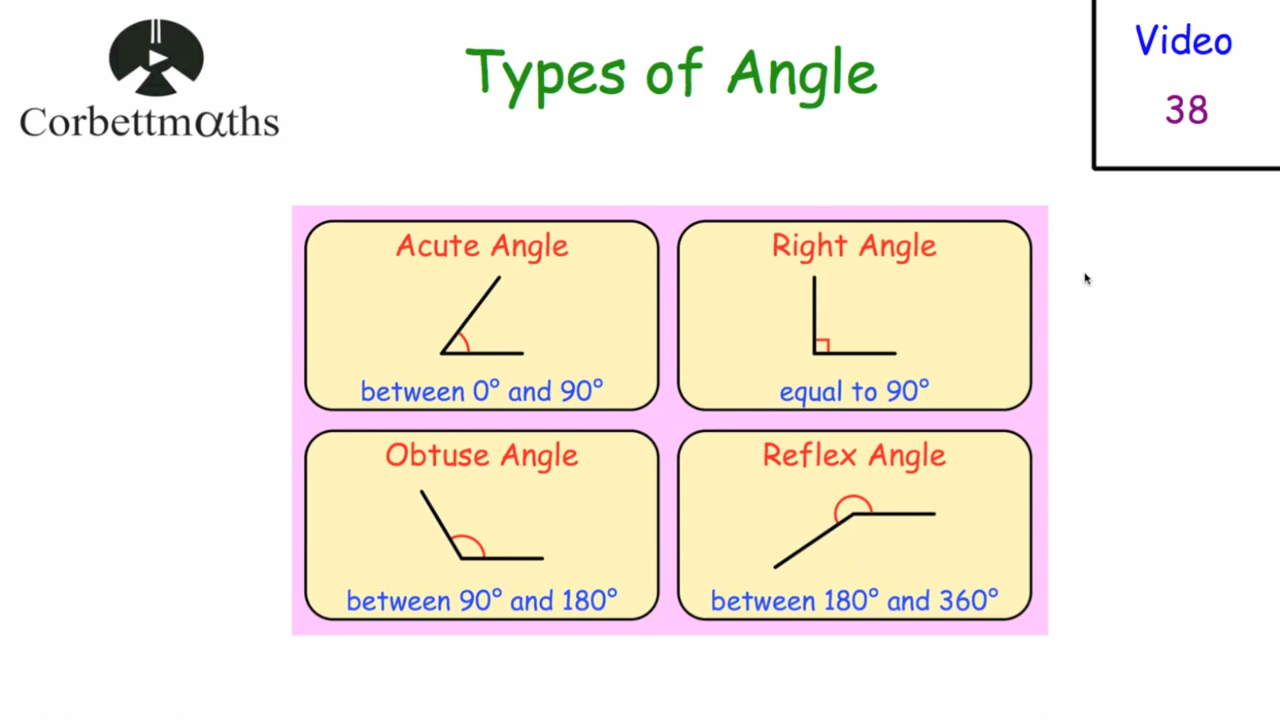 Corbettmαths
Types of Angle
Video
38
Acute Angle
between 0° and 90°
Right Angle
equal to 90°
Obtuse Angle
between 90° and 180°
Reflex Angle
between 180° and 360°